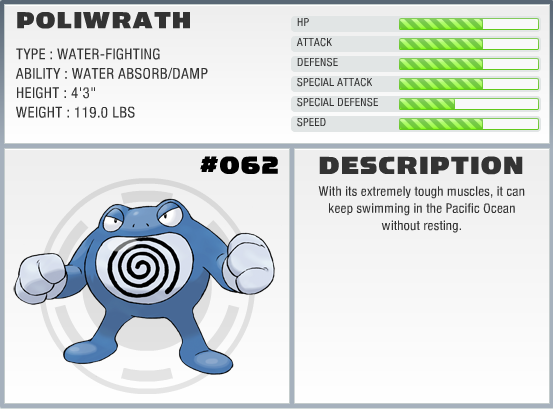 POLIWRATH
TYPE : WATER-FIGHTING
ABILITY : WATER ABSORB/DAMP
HEIGHT : 4'3"
WEIGHT : 119.0 LBS
HP
ATTACK
DEFENSE
SPECIAL ATTACK
SPECIAL DEFENSE
SPEED
#062
DESCRIPTION
With its extremely tough muscles, it can
keep swimming in the Pacific Ocean
without resting.